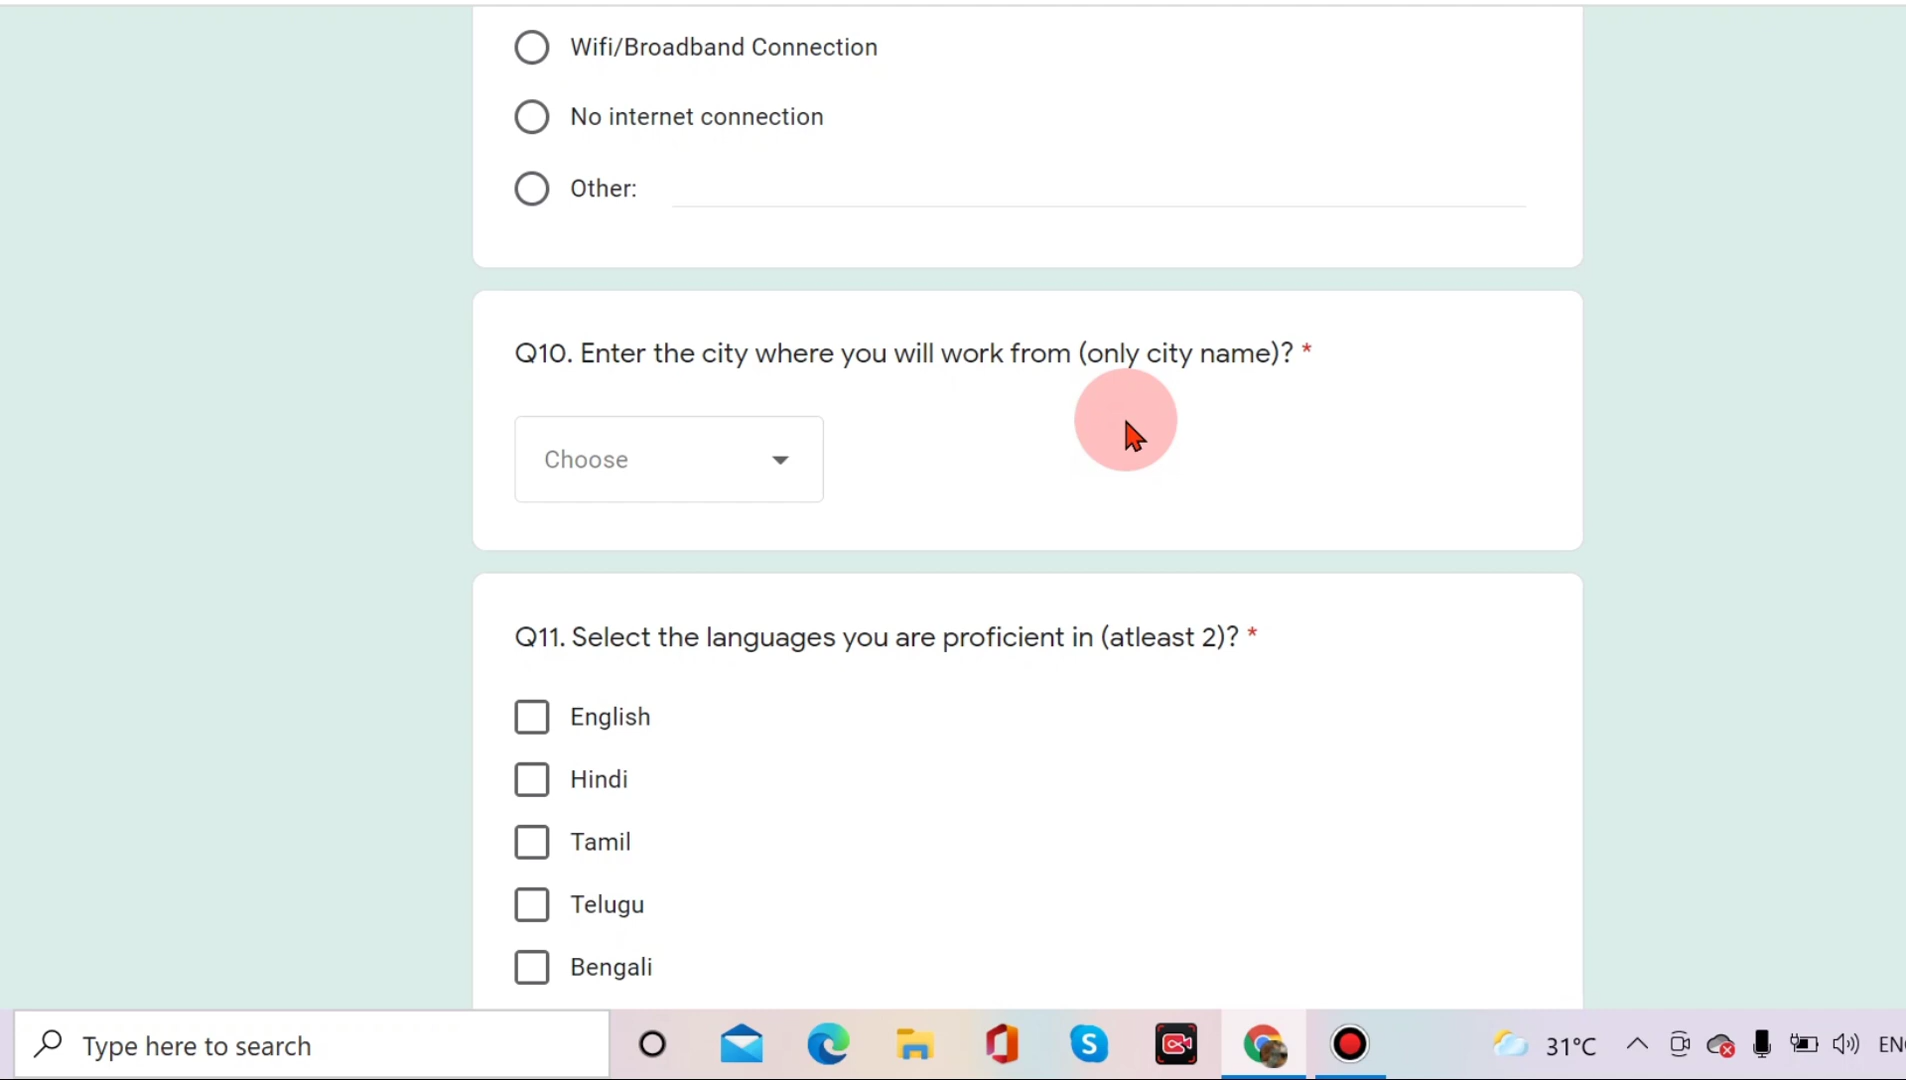 Wifi/Broadband Connection
No internet connection
Other:
Q10. Enter the city where you will work from (only city name)? *
Choose
Q11. Select the languages you are proficient in (atleast 2)? *
English
Hindi
Tamil
Telugu
Bengali
Type here to search
31°C